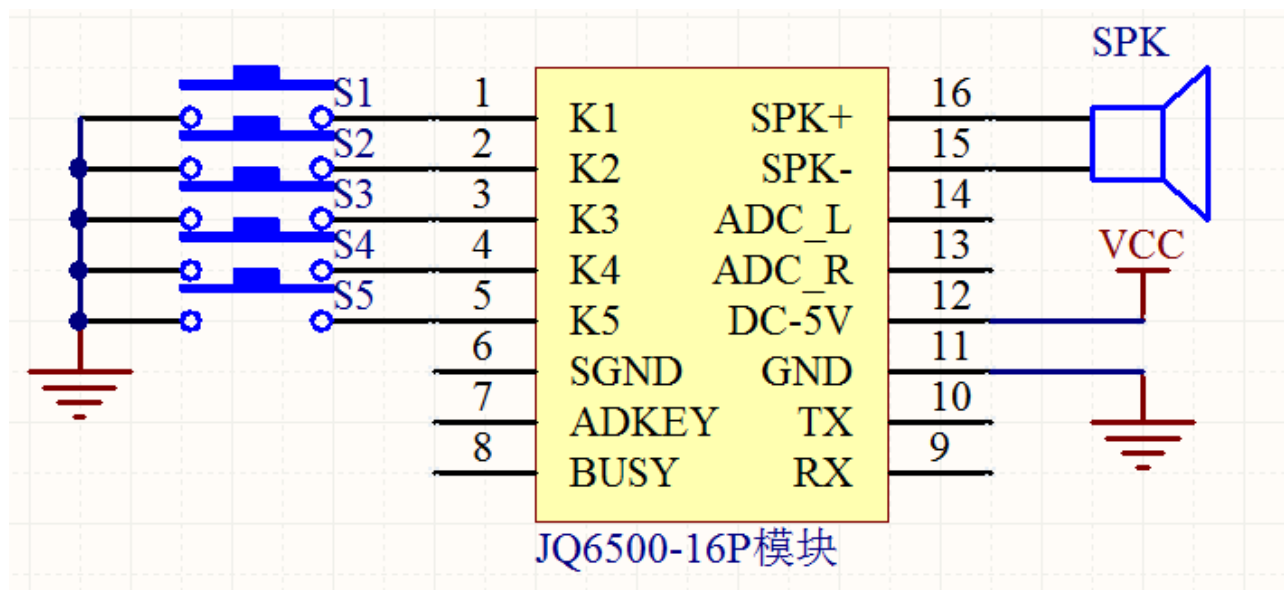 SPK
S1 1 K1 SPK+ 16
S2 2 K2 SPK- 15
S3 3 K3 ADC_L 14
S4 4 K4 ADC_R 13
VCC
S5 5 K5 DC-5V 12
6 SGND GND 11
7 ADKEY TX 10
8 BUSY RX 9
JQ6500-16P模块